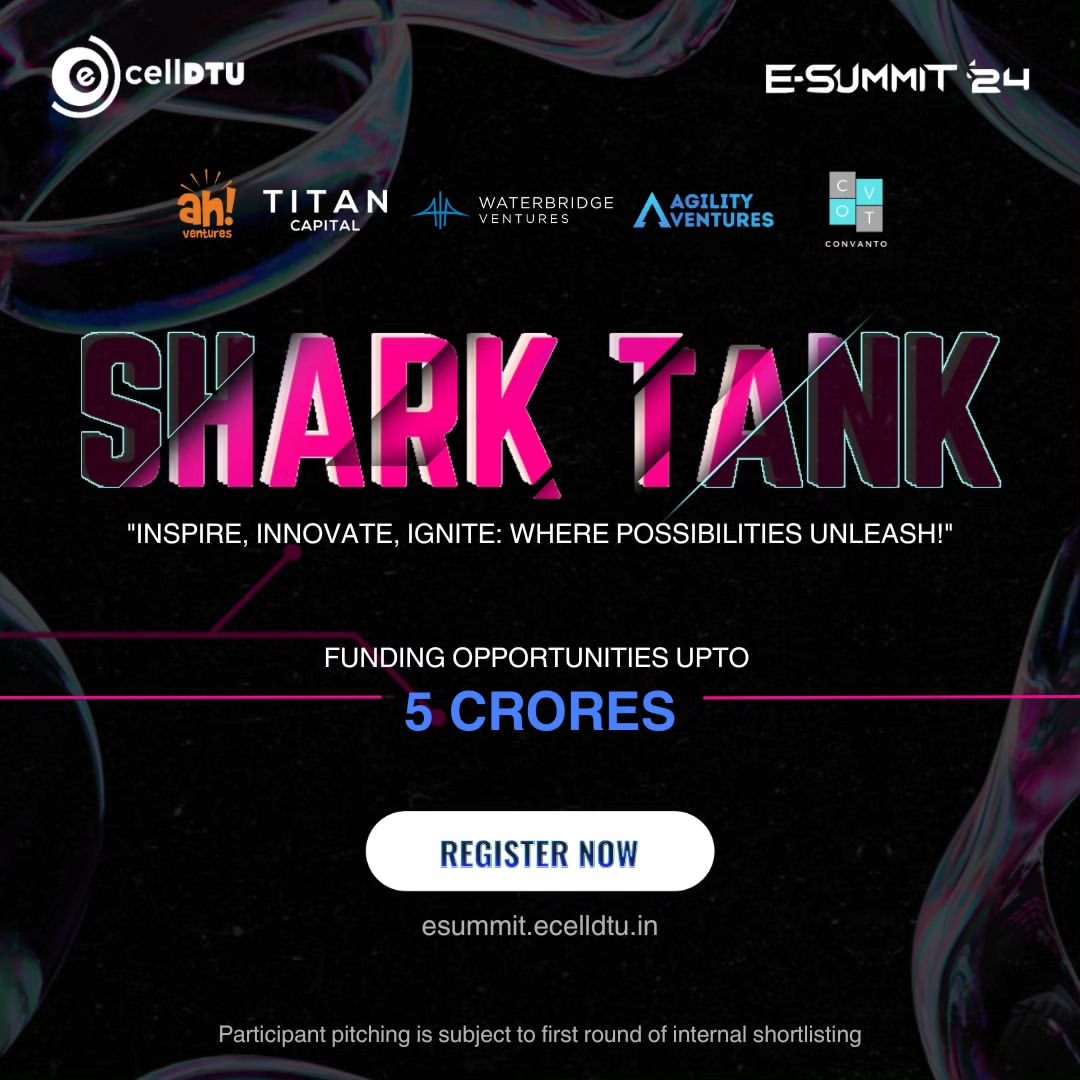 e cellDTU
E-SUMMIT '24
ah!
ventures
TITAN
CAPITAL
WATERBRIDGE
VENTURES
AGILITY
VENTURES
C V
O T
CONVANTO
SHARK TANK
"INSPIRE, INNOVATE, IGNITE: WHERE POSSIBILITIES UNLEASH!"
FUNDING OPPORTUNITIES UPTO
5 CRORES
REGISTER NOW
esummit.ecelldtu.in
Participant pitching is subject to first round of internal shortlisting